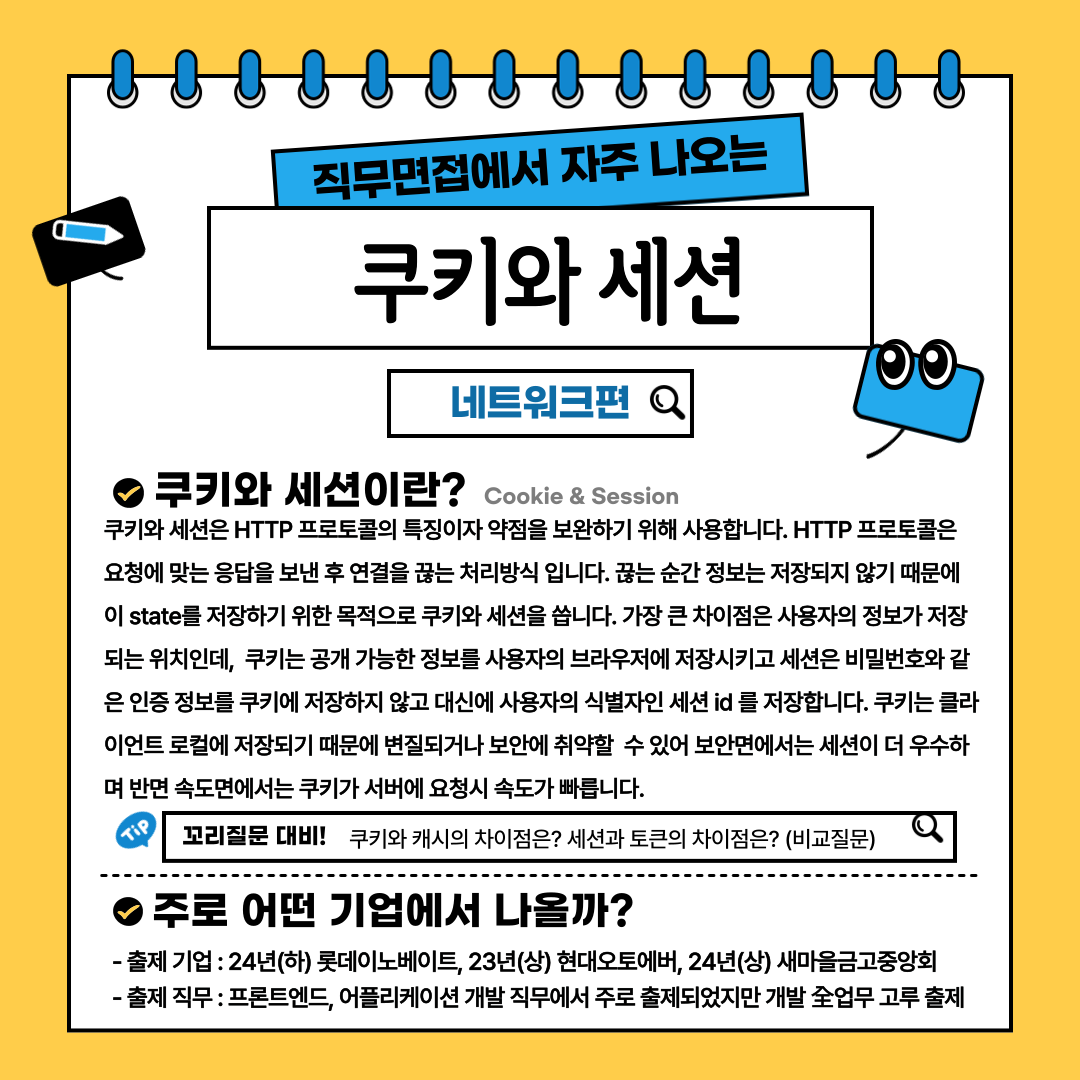 직무면접에서 자주 나오는
쿠키와 세션
네트워크편
쿠키와 세션이란? Cookie & Session
쿠키와 세션은 HTTP 프로토콜의 특징이자 약점을 보완하기 위해 사용합니다. HTTP 프로토콜은
요청에 맞는 응답을 보낸 후 연결을 끊는 처리방식 입니다. 끊는 순간 정보는 저장되지 않기 때문에
이 state를 저장하기 위한 목적으로 쿠키와 세션을 씁니다. 가장 큰 차이점은 사용자의 정보가 저장
되는 위치인데, 쿠키는 공개 가능한 정보를 사용자의 브라우저에 저장시키고 세션은 비밀번호와 같
은 인증 정보를 쿠키에 저장하지 않고 대신에 사용자의 식별자인 세션 id 를 저장합니다. 쿠키는 클라
이언트 로컬에 저장되기 때문에 변질되거나 보안에 취약할 수 있어 보안면에서는 세션이 더 우수하
며 반면 속도면에서는 쿠키가 서버에 요청시 속도가 빠릅니다.
TiP 꼬리질문 대비! 쿠키와 캐시의 차이점은? 세션과 토큰의 차이점은? (비교질문)
주로 어떤 기업에서 나올까?
- 출제 기업 : 24년(하) 롯데이노베이트, 23년(상) 현대오토에버, 24년(상) 새마을금고중앙회
- 출제 직무 : 프론트엔드, 어플리케이션 개발 직무에서 주로 출제되었지만 개발 全업무 고루 출제